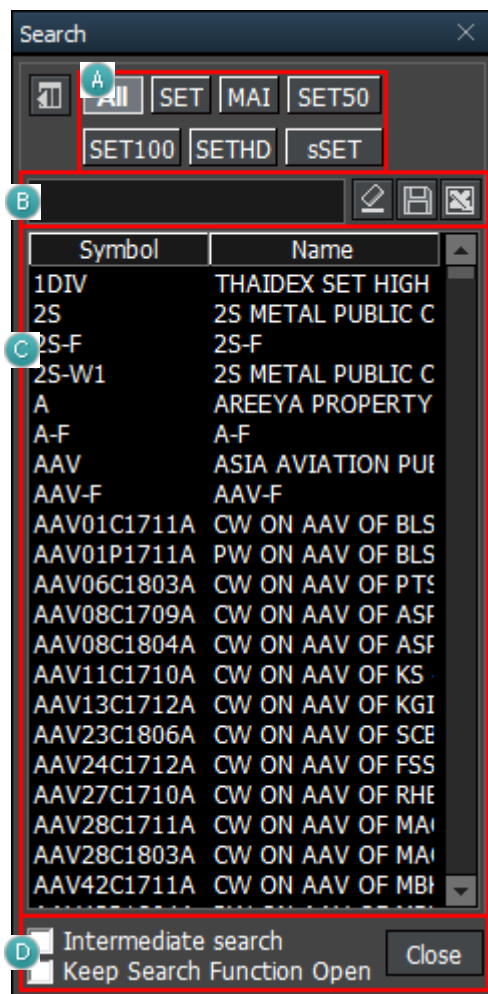 Search
A
All SET MAI SET50
SET100 SETHD sSET
B
Symbol Name
1DIV THAIDEX SET HIGH
2S 2S METAL PUBLIC C
C
2S-F 2S-F
2S-W1 2S METAL PUBLIC C
A AREEYA PROPERTY
A-F A-F
AAV ASIA AVIATION PUE
AAV-F AAV-F
AAV01C1711A CW ON AAV OF BLS
AAV01P1711A PW ON AAV OF BLS
AAV06C1803A CW ON AAV OF PTS
AAV08C1709A CW ON AAV OF ASF
AAV08C1804A CW ON AAV OF ASF
AAV11C1710A CW ON AAV OF KS
AAV13C1712A CW ON AAV OF KGI
AAV23C1806A CW ON AAV OF SCB
AAV24C1712A CW ON AAV OF FSS
AAV27C1710A CW ON AAV OF RHE
AAV28C1711A CW ON AAV OF MA
AAV28C1803A CW ON AAV OF MA
AAV42C1711A CW ON AAV OF MB
D
Intermediate search
Keep Search Function Open Close